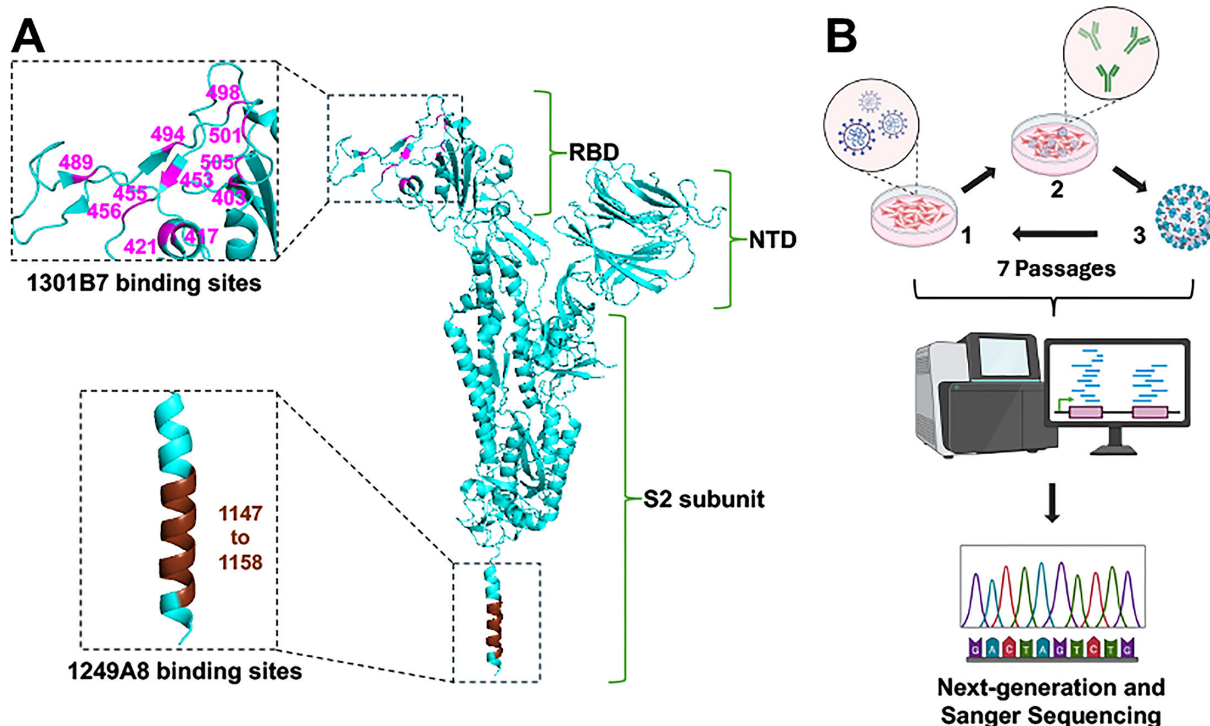 A
498
494
501
489
505
453
455
403
456
417
421
1301B7 binding sites
RBD
NTD
S2 subunit
1147
to
1158
1249A8 binding sites
B
1
2
3
7 Passages
G A C T A G T C T G
Next-generation and
Sanger Sequencing